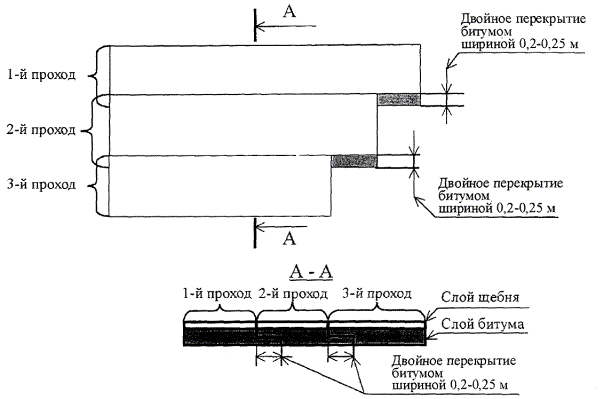 А
Двойное перекрытие
битумом
шириной 0,2-0,25 м
1-й проход
2-й проход
3-й проход
Двойное перекрытие
битумом
шириной 0,2-0,25 м
А
А - А
1-й проход
2-й проход
3-й проход
Слой щебня
Слой битума
Двойное перекрытие
битумом
шириной 0,2-0,25 м